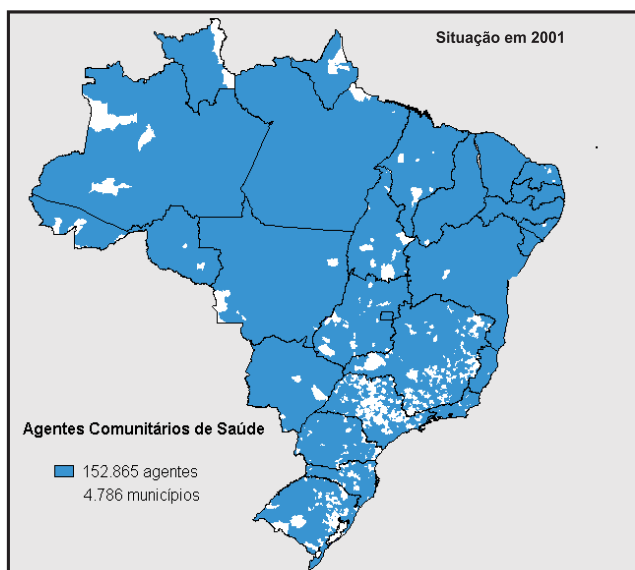 Situação em 2001
Agentes Comunitários de Saúde
152.865 agentes
4.786 municípios